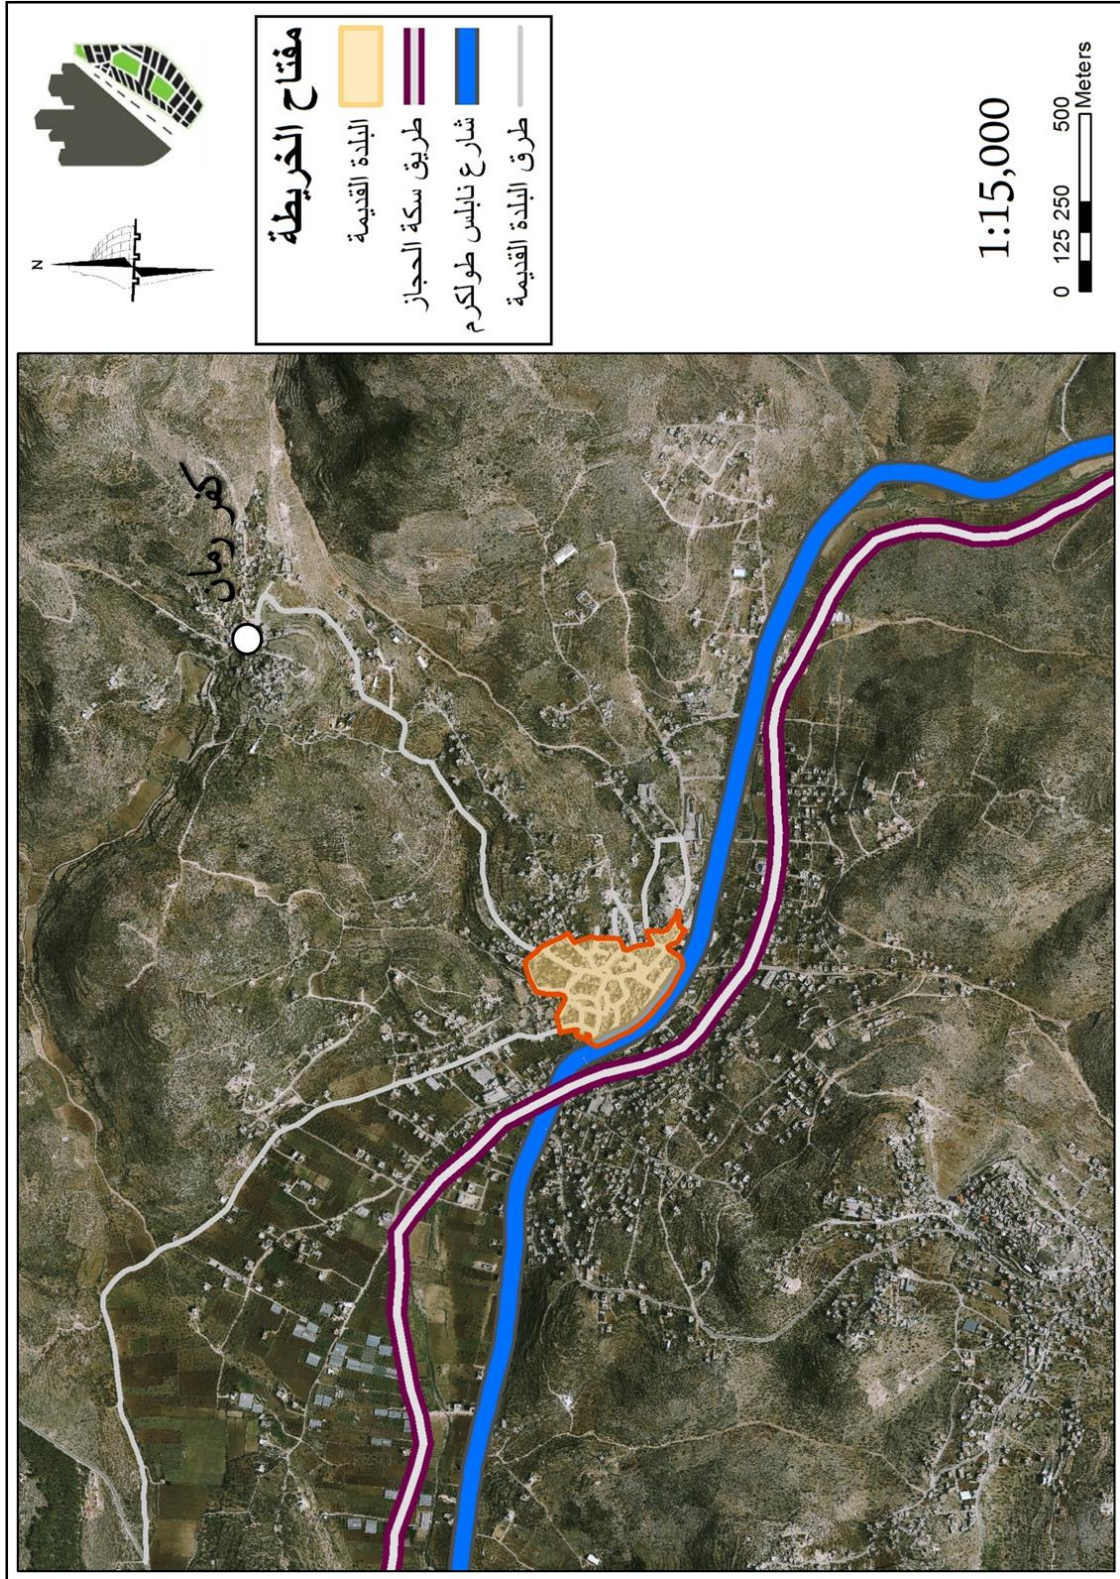 N
مفتاح الخريطة
البلدة القديمة
طريق سكة الحجاز
شارع نابلس طولكرم
طرق البلدة القديمة
كفر رمان
1:15,000
0 125 250 500
Meters